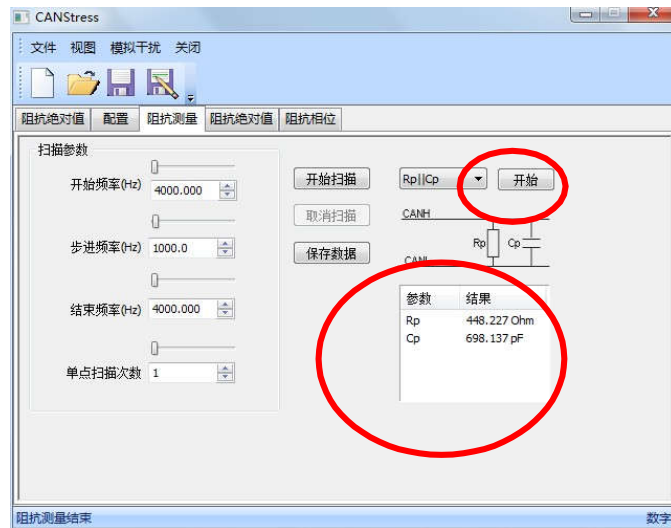 CANStress
文件 视图 模拟干扰 关闭
阻抗绝对值 配置 阻抗测量 阻抗绝对值 阻抗相位
扫描参数
开始频率(Hz) 4000.000
步进频率(Hz) 1000.0
结束频率(Hz) 4000.000
单点扫描次数 1
开始扫描
取消扫描
保存数据
Rp||Cp 开始
CANH
Rp Cp
CANL
参数 结果
Rp 448.227 Ohm
Cp 698.137 pF
阻抗测量结束 数字